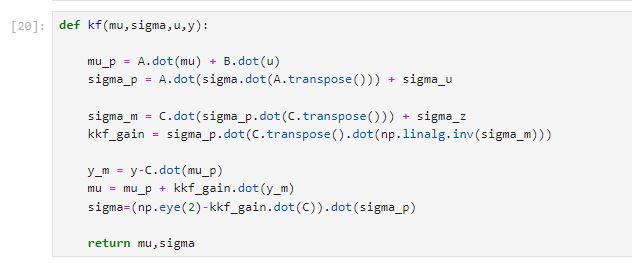 [20]: def kf(mu,sigma,u,y):
mu_p = A.dot(mu) + B.dot(u)
sigma_p = A.dot(sigma.dot(A.transpose())) + sigma_u
sigma_m = C.dot(sigma_p.dot(C.transpose())) + sigma_z
kkf_gain = sigma_p.dot(C.transpose().dot(np.linalg.inv(sigma_m)))
y_m = y-C.dot(mu_p)
mu = mu_p + kkf_gain.dot(y_m)
sigma=(np.eye(2)-kkf_gain.dot(C)).dot(sigma_p)
return mu,sigma